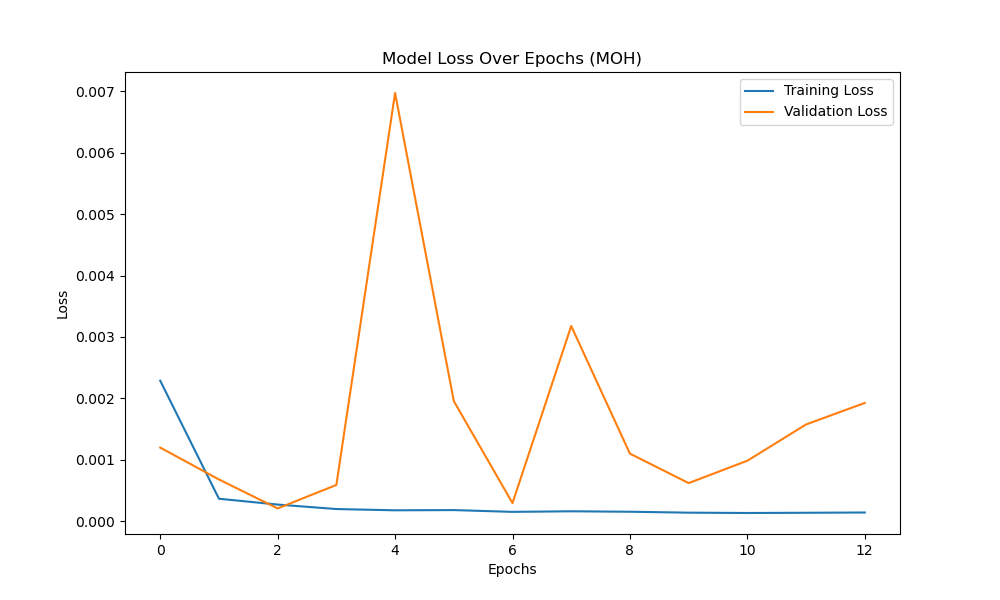 Model Loss Over Epochs (MOH)
Training Loss
Validation Loss
0.007
0.006
0.005
0.004
0.003
0.002
0.001
0.000
Loss
0 2 4 6 8 10 12
Epochs